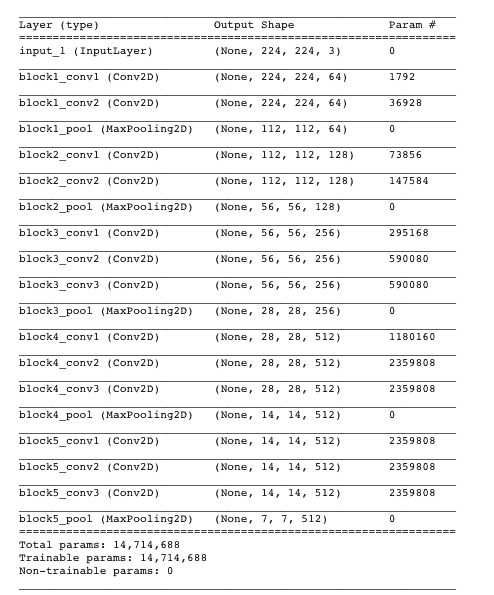 Layer (type) Output Shape Param #
=================================================================
input_1 (InputLayer) (None, 224, 224, 3) 0
block1_conv1 (Conv2D) (None, 224, 224, 64) 1792
block1_conv2 (Conv2D) (None, 224, 224, 64) 36928
block1_pool (MaxPooling2D) (None, 112, 112, 64) 0
block2_conv1 (Conv2D) (None, 112, 112, 128) 73856
block2_conv2 (Conv2D) (None, 112, 112, 128) 147584
block2_pool (MaxPooling2D) (None, 56, 56, 128) 0
block3_conv1 (Conv2D) (None, 56, 56, 256) 295168
block3_conv2 (Conv2D) (None, 56, 56, 256) 590080
block3_conv3 (Conv2D) (None, 56, 56, 256) 590080
block3_pool (MaxPooling2D) (None, 28, 28, 256) 0
block4_conv1 (Conv2D) (None, 28, 28, 512) 1180160
block4_conv2 (Conv2D) (None, 28, 28, 512) 2359808
block4_conv3 (Conv2D) (None, 28, 28, 512) 2359808
block4_pool (MaxPooling2D) (None, 14, 14, 512) 0
block5_conv1 (Conv2D) (None, 14, 14, 512) 2359808
block5_conv2 (Conv2D) (None, 14, 14, 512) 2359808
block5_conv3 (Conv2D) (None, 14, 14, 512) 2359808
block5_pool (MaxPooling2D) (None, 7, 7, 512) 0
=================================================================
Total params: 14,714,688
Trainable params: 14,714,688
Non-trainable params: 0